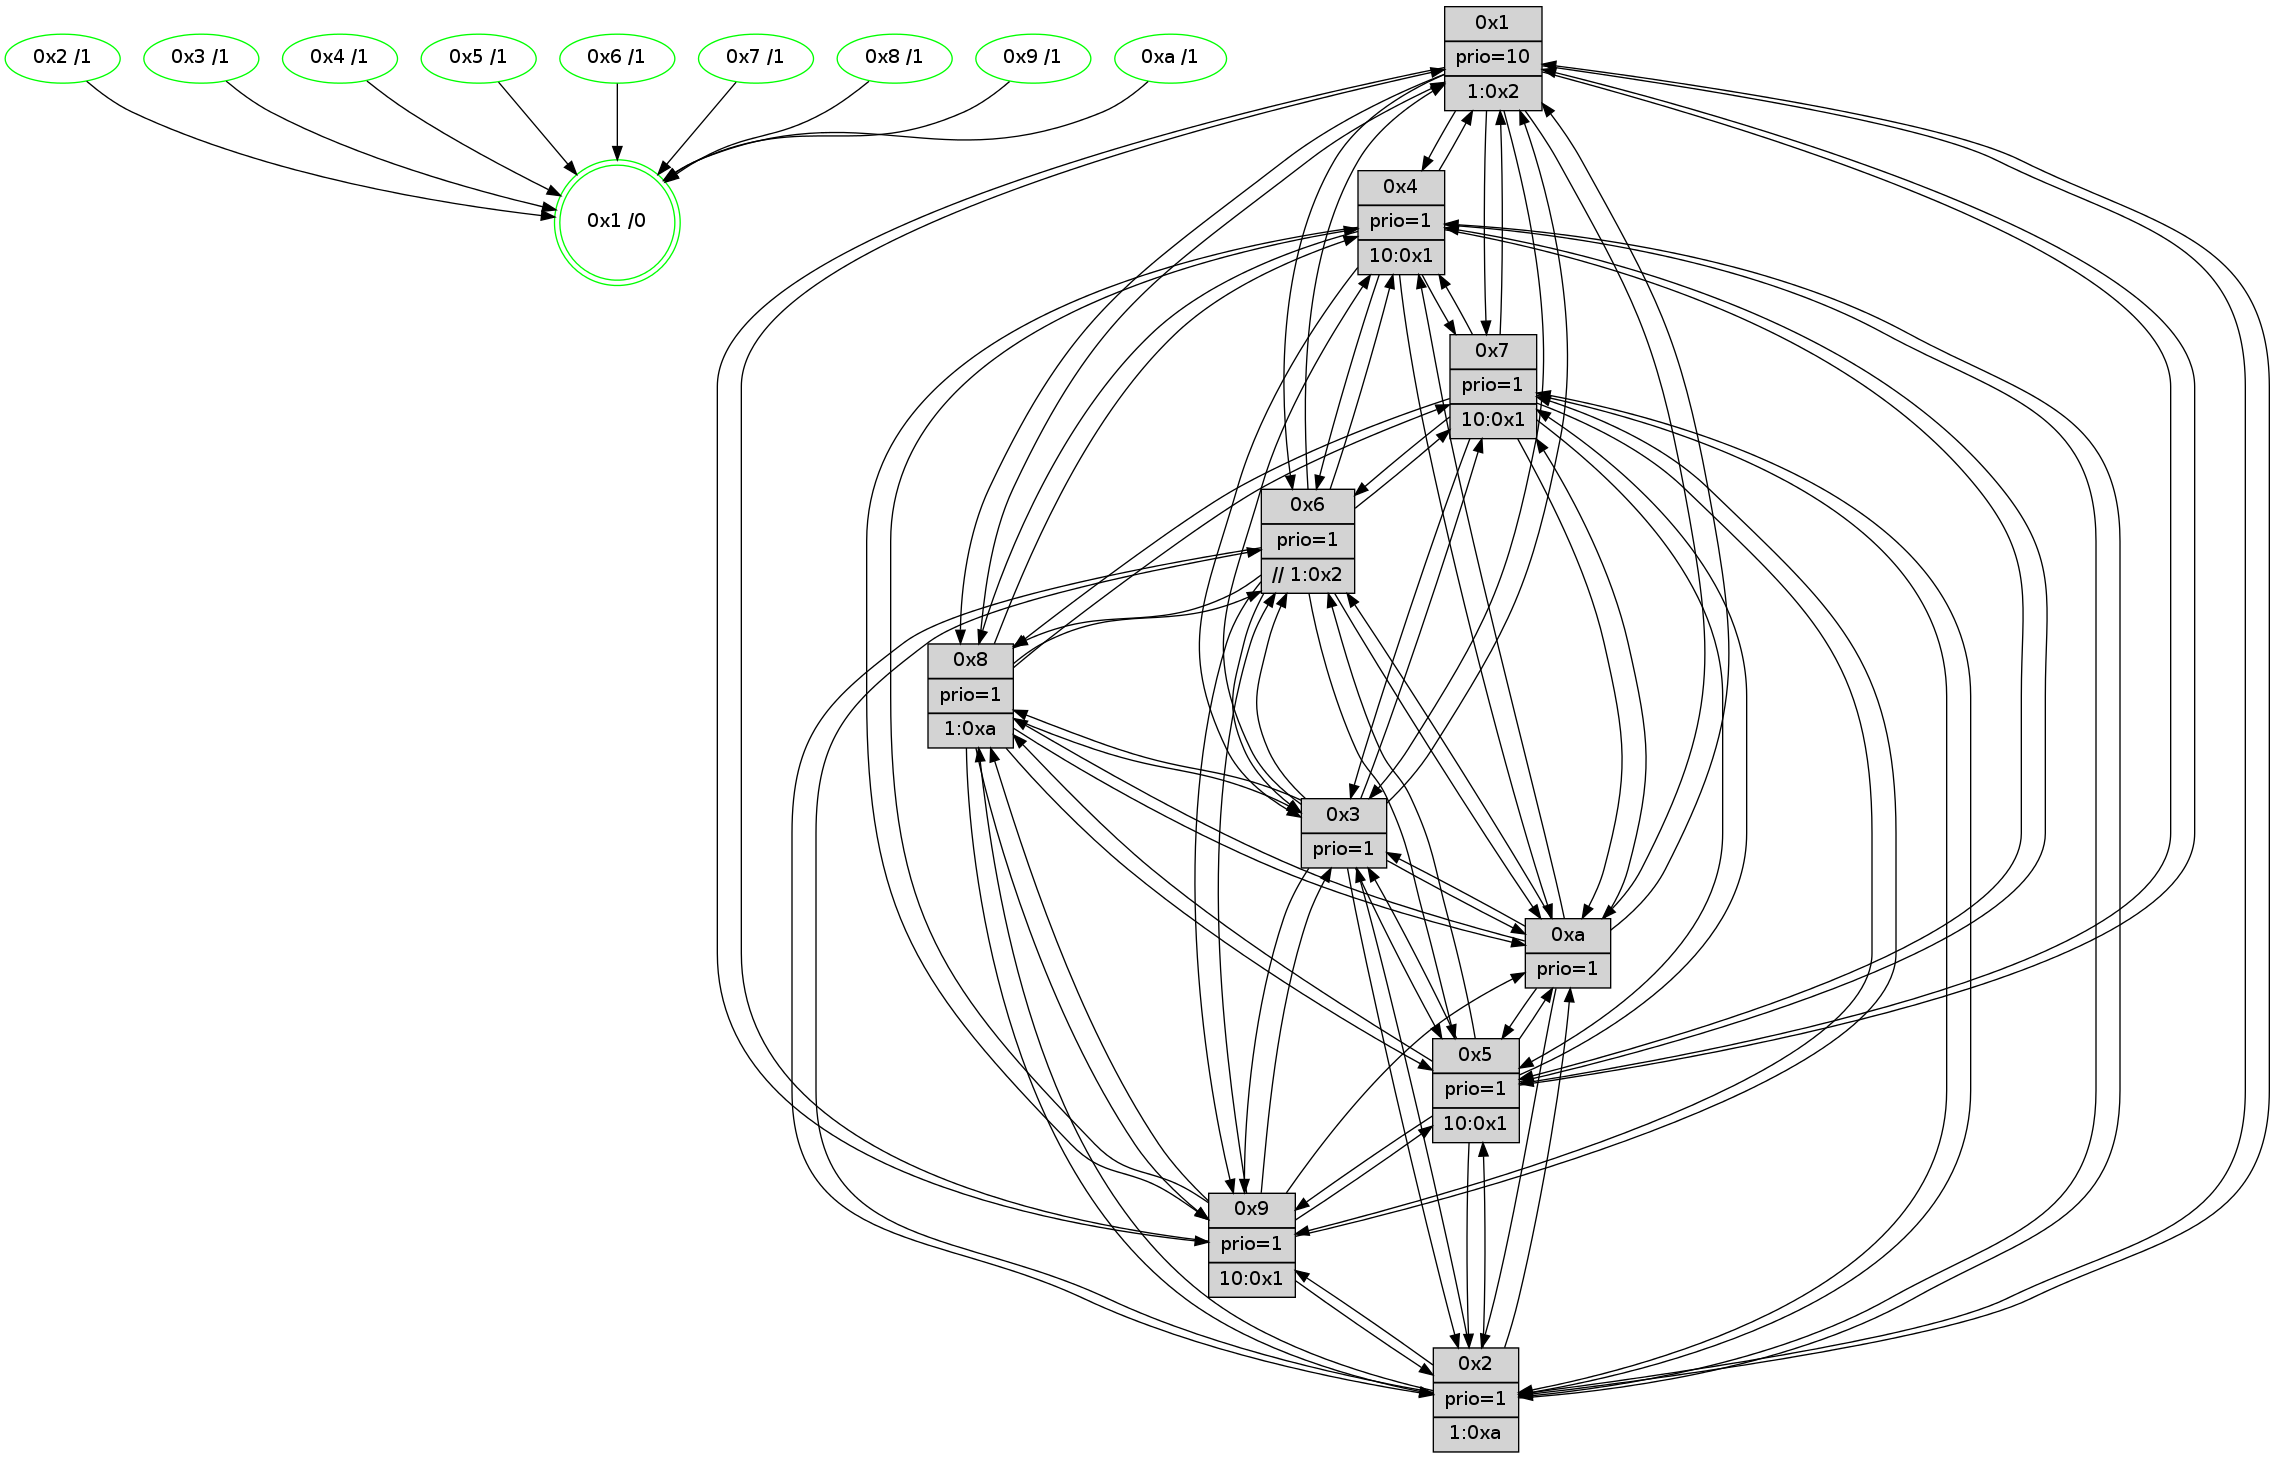 0x2 /1
0x3 /1
0x4 /1
0x5 /1
0x6 /1
0x7 /1
0x8 /1
0x9 /1
0xa /1
0x1 /0
0x1
prio=10
1:0x2
0x4
prio=1
10:0x1
0x7
prio=1
10:0x1
0x6
prio=1
// 1:0x2
0x8
prio=1
1:0xa
0x3
prio=1
0xa
prio=1
0x5
prio=1
10:0x1
0x9
prio=1
10:0x1
0x2
prio=1
1:0xa